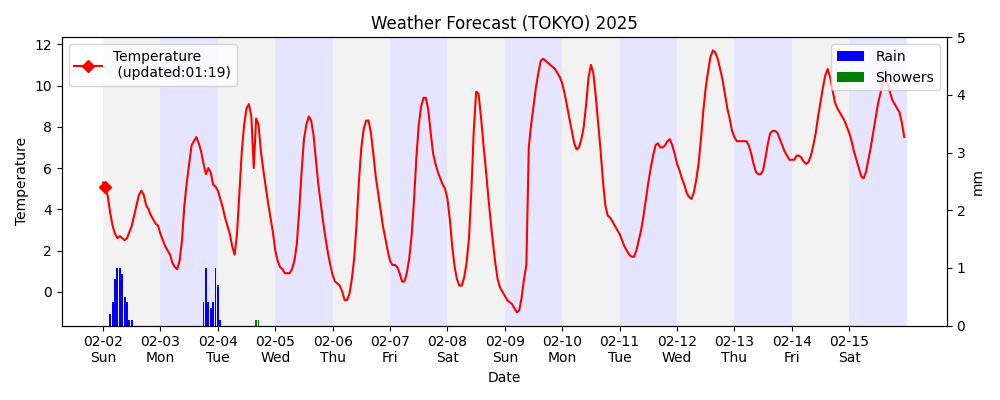 Weather Forecast (TOKYO) 2025
Temperature
(updated:01:19)
Rain
Showers
Temperature
12
10
8
6
4
2
0
5
4
3
2
1
0
mm
02-02 02-03 02-04 02-05 02-06 02-07 02-08 02-09 02-10 02-11 02-12 02-13 02-14 02-15
Sun Mon Tue Wed Thu Fri Sat Sun Mon Tue Wed Thu Fri Sat
Date